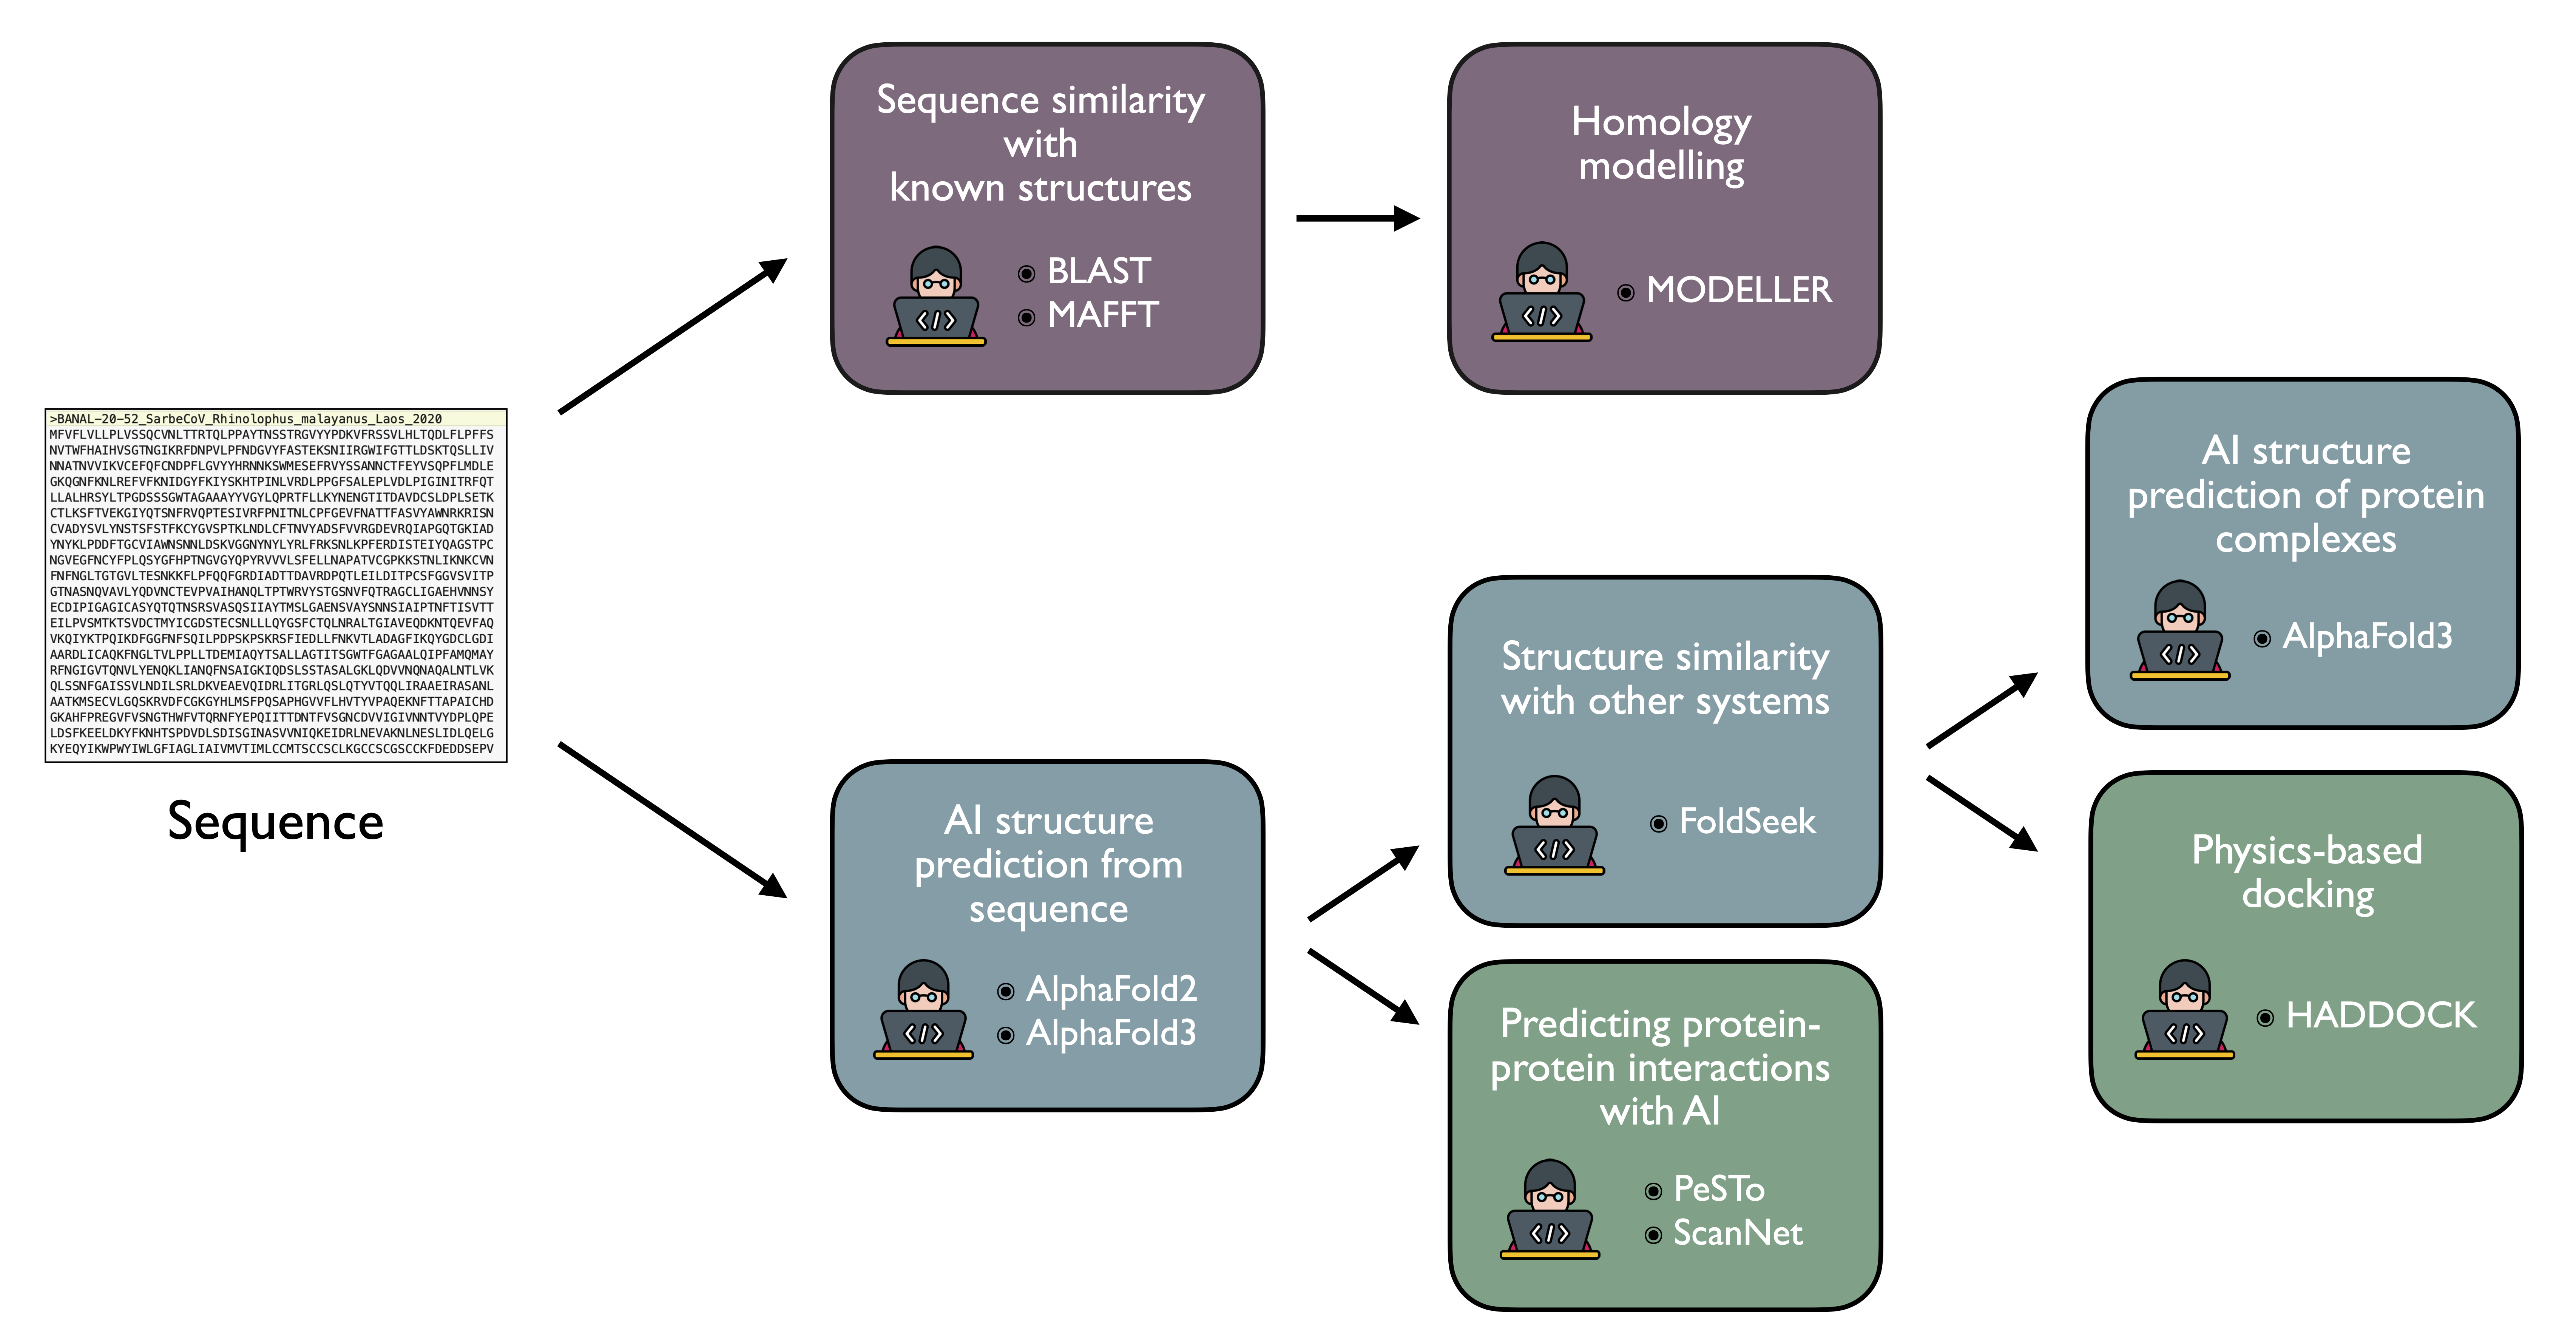 Sequence similarity
with
known structures
BLAST
MAFFT
Homology
modelling
MODELLER
>BANAL-20-52_SarbeCoV_Rhinolophus_malayanus_Laos_2020
MFVFLVLLPLVSSQCVNLTTRTQLPPAYTNSSTRGVYYPDKVFRSSVLHLTQDLFLPFFS
NVTWFHAIHVSGTNGIKRFDNPVLPFNDGVYFASTEKSNIIRGWIFGTTLDSKTQSLLIV
NNATNVVIKVCEFQFCNDPFLGVYYHRNNKSWMESEFRVYSSANNCTFEYVSQPFLMDLE
GKQGNFKNLREFVFKNIDGYFKIYSKHTPINLVRDLPPGFSALEPLVDLPIGINITRFQT
LLALHRSYLTPGDSSSGWTAGAAAYYVGYLQPRTFLLKYNENGTITDAVDCSLDPLSETK
CTLKSFTVEKGIYQTSNFRVQPTESIVRFPNITNLCPFGEVFNATTFASVYAWNRKRISN
CVADYSVLYNSTSFSTFKCYGVSPTKLNDLCFTNVYADSFVVRGDEVRQIAPGQTGKIAD
YNYKLPDDFTGCVIAWNSNNLDSKVGGNYNYLYRLFRKSNLKPFERDISTEIYQAGSTPC
NGVEGFNCYFPLQSYGFHPTNGVGYQPYRVVVLSFELLNAPATVCGPKKSTNLIKNKCVN
FNFNGLTGTGVLTESNKKFLPFQQFGRDIADTTDAVRDPQTLEILDITPCSFGGVSVITP
GTNASNQVAVLYQDVNCTEVPVAIHANQLTPTWRVYSTGSNVFQTRAGCLIGAEHVNNSY
ECDIPIGAGICASYQTQTNSRSVASQSIIAYTMSLGAENSVAYSNNSIAIPTNFTISVTT
EILPVSMTKTSVDCTMYICGDSTECSNLLLQYGSFCTQLNRALTGIAVEQDKNTQEVFAQ
VKQIYKTPQIKDFGGFNFSQILPDPSKPSKRSFIEDLLFNKVTLADAGFIKQYGDCLGDI
AARDLICAQKFNGLTVLPPLLTDEMIAQYTSALLAGTITSGWTFGAGAALQIPFAMQMAY
RFNGIGVTQNVLYENQKLIANQFNSAIGKIQDSLSSTASALGKLQDVVNQNAQALNTLVK
QLSSNFGAISSVLNDILSRLDKVEAEVQIDRLITGRLQSLQTYVTQQLIRAAEIRASANL
AATKMSECVLGQSKRVDFCGKGYHLMSFPQSAPHGVVFLHVTYVPAQEKNFTTAPAICHD
GKAHFPREGVFVSNGTHWFVTQRNFYEPQIITTDNTFVSGNCDVVIGIVNNTVYDPLQPE
LDSFKEELDKYFKNHTSPDVDLSDISGINASVVNIQKEIDRLNEVAKNLNESLIDLQELG
KYEQYIKWPWYIWLGFIAGLIAIVMVTIMLCCMTSCCSCLKGCCSCGSCCKFDEDDSEPV
Sequence
AI structure
prediction from
sequence
AlphaFold2
AlphaFold3
Structure similarity
with other systems
FoldSeek
Predicting protein-
protein interactions
with AI
PeSTo
ScanNet
AI structure
prediction of protein
complexes
AlphaFold3
Physics-based
docking
HADDOCK